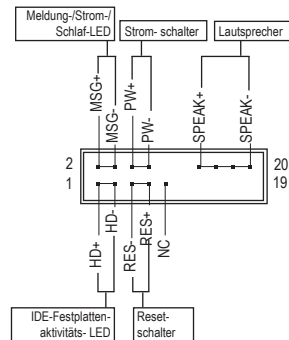 Meldung-/Strom-/
Schlaf-LED
Strom- schalter
Lautsprecher
MSG+
MSG-
PW+
PW-
SPEAK+
SPEAK-
2
20
1
19
HD+
HD-
RES-
RES+
NC
IDE-Festplatten-
aktivitäts- LED
Reset-
schalter